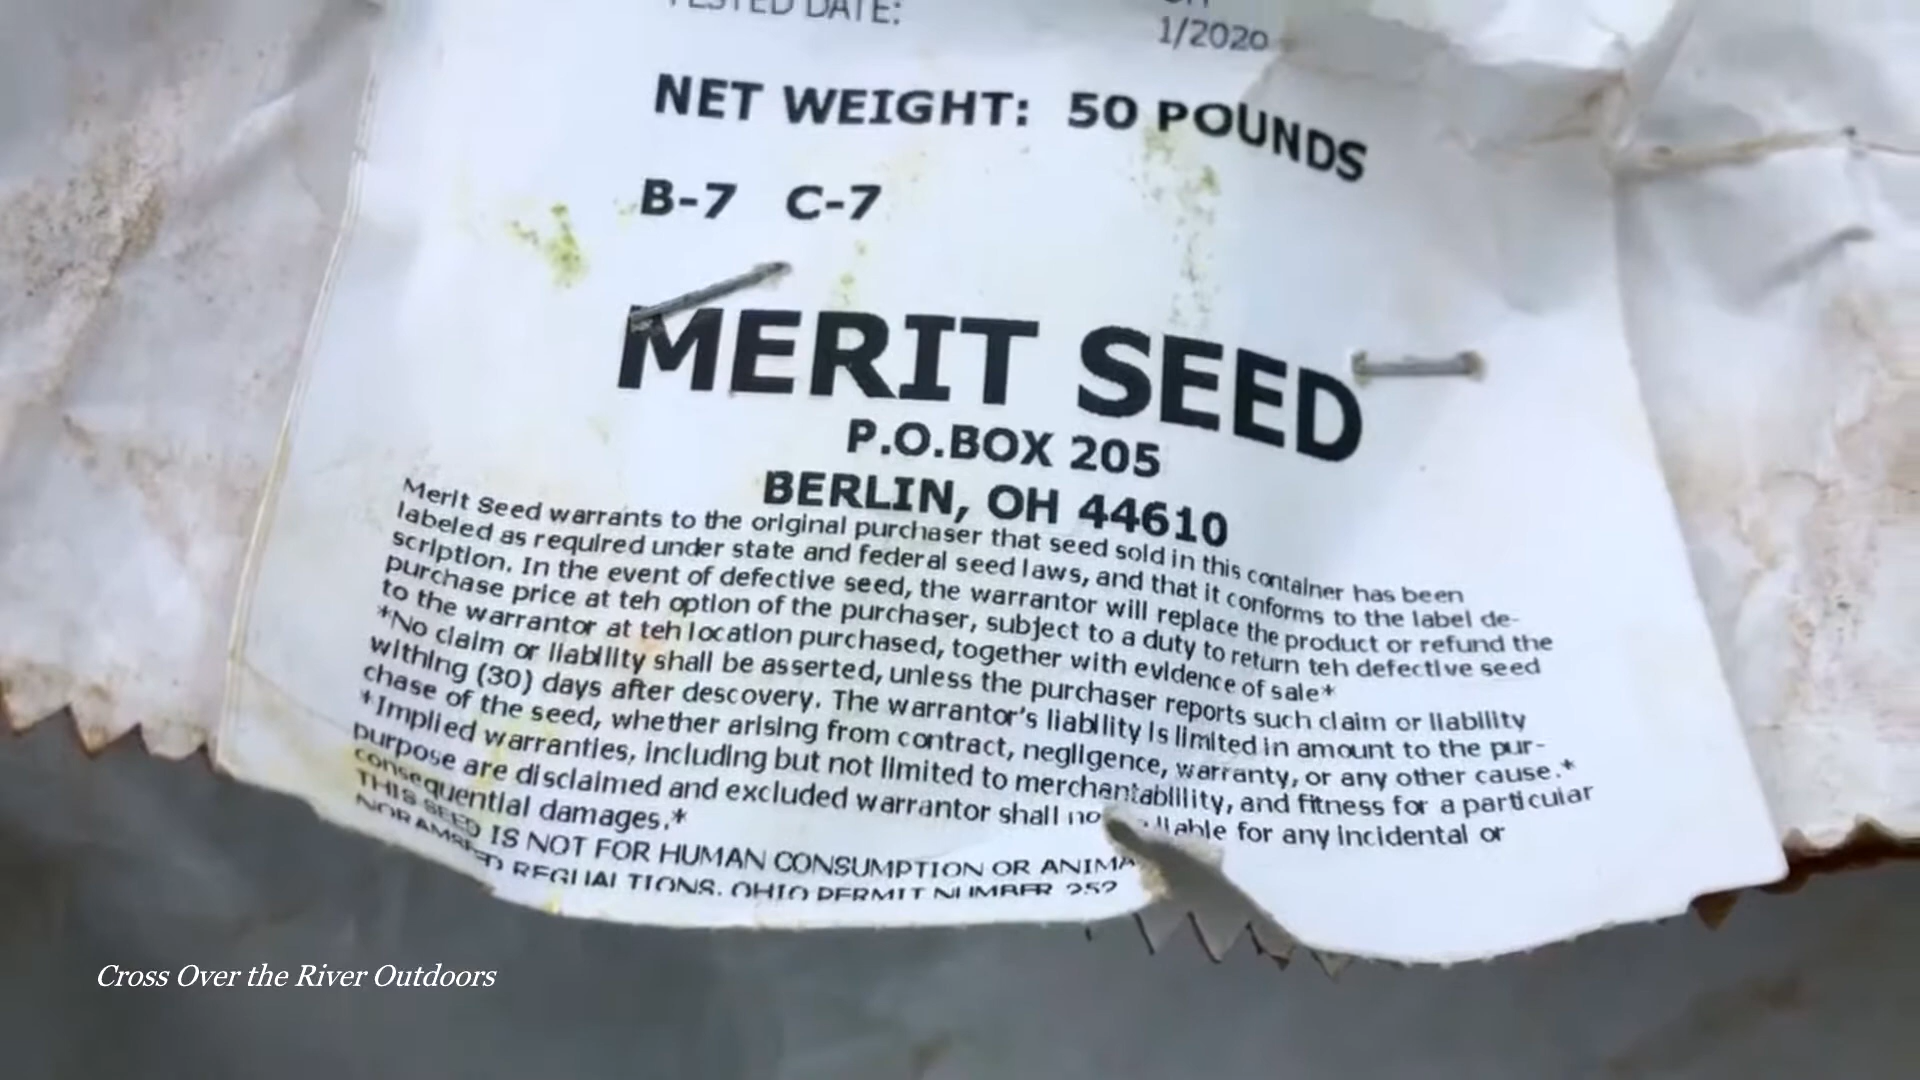 TESTED DATE:
1/2020
NET WEIGHT: 50 POUNDS
B-7 C-7
MERIT SEED
P.O.BOX 205
BERLIN, OH 44610
Merit Seed warrants to the original purchaser that seed sold in this container has been
labeled as required under state and federal seed laws, and that it conforms to the label de-
scription. In the event of defective seed, the warrantor will replace the product or refund the
purchase price at teh option of the purchaser, subject to a duty to return teh defective seed
to the warrantor at teh location purchased, together with evidence of sale*
*No claim or liability shall be asserted, unless the purchaser reports such claim or liability
withing (30) days after descovery. The warrantor's liability is limited in amount to the pur-
chase of the seed, whether arising from contract, negligence, warranty, or any other cause.*
*Implied warranties, including but not limited to merchantablility, and fitness for a particular
purpose are disclaimed and excluded warrantor shall liable for any incidental or
consequential damages.*
THIS SEED IS NOT FOR HUMAN CONSUMPTION OR
REGUALTIONS. OHIO PERMIT NUMBER 252
Cross Over the River Outdoors